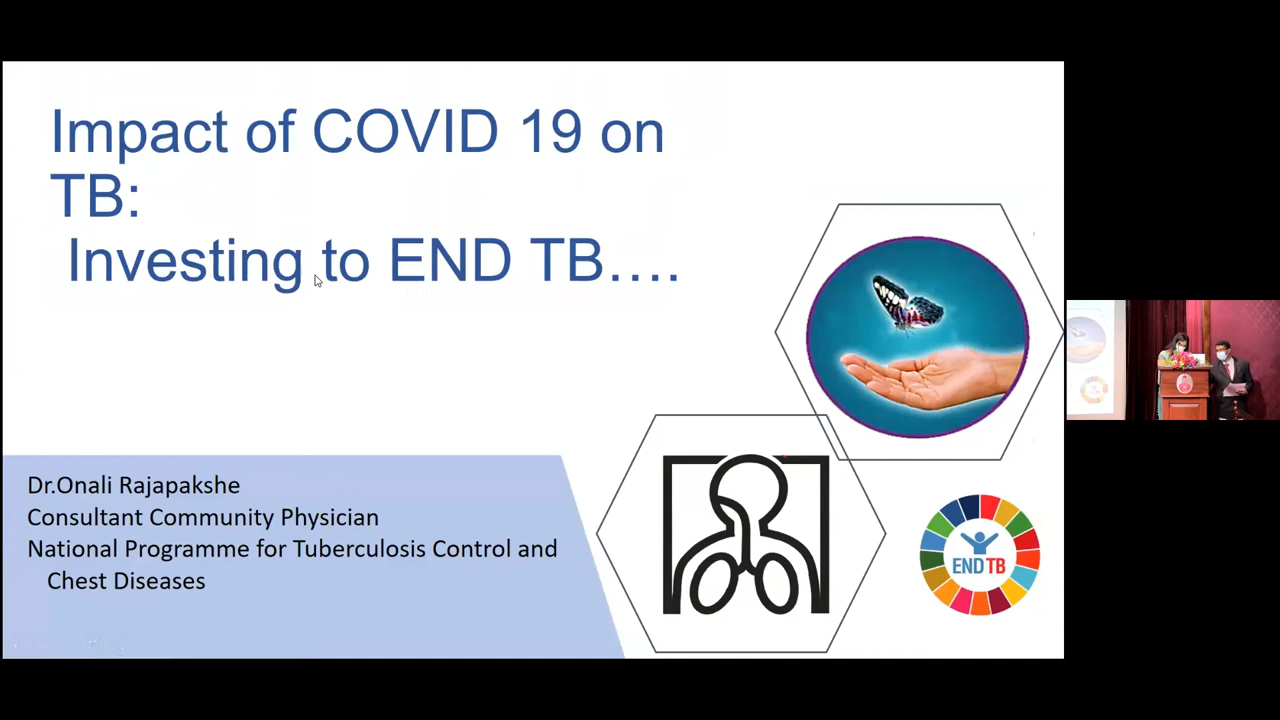 Impact of COVID 19 on
TB:
Investing to END TB....
Dr.Onali Rajapakshe
Consultant Community Physician
National Programme for Tuberculosis Control and
Chest Diseases
END TB